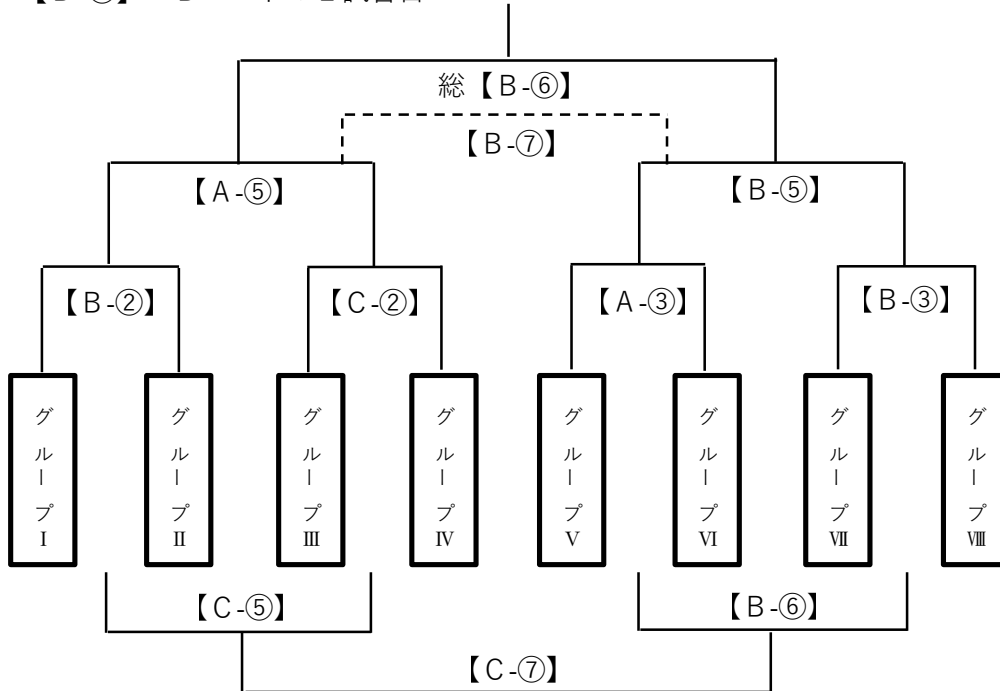 総【B-⑥】
【B-⑦】
【A-⑤】
【B-⑤】
【B-②】
【C-②】
【A-③】
【B-③】
グループⅠ
グループⅡ
グループⅢ
グループⅣ
グループⅤ
グループⅥ
グループⅦ
グループⅧ
【C-⑤】
【B-⑥】
【C-⑦】